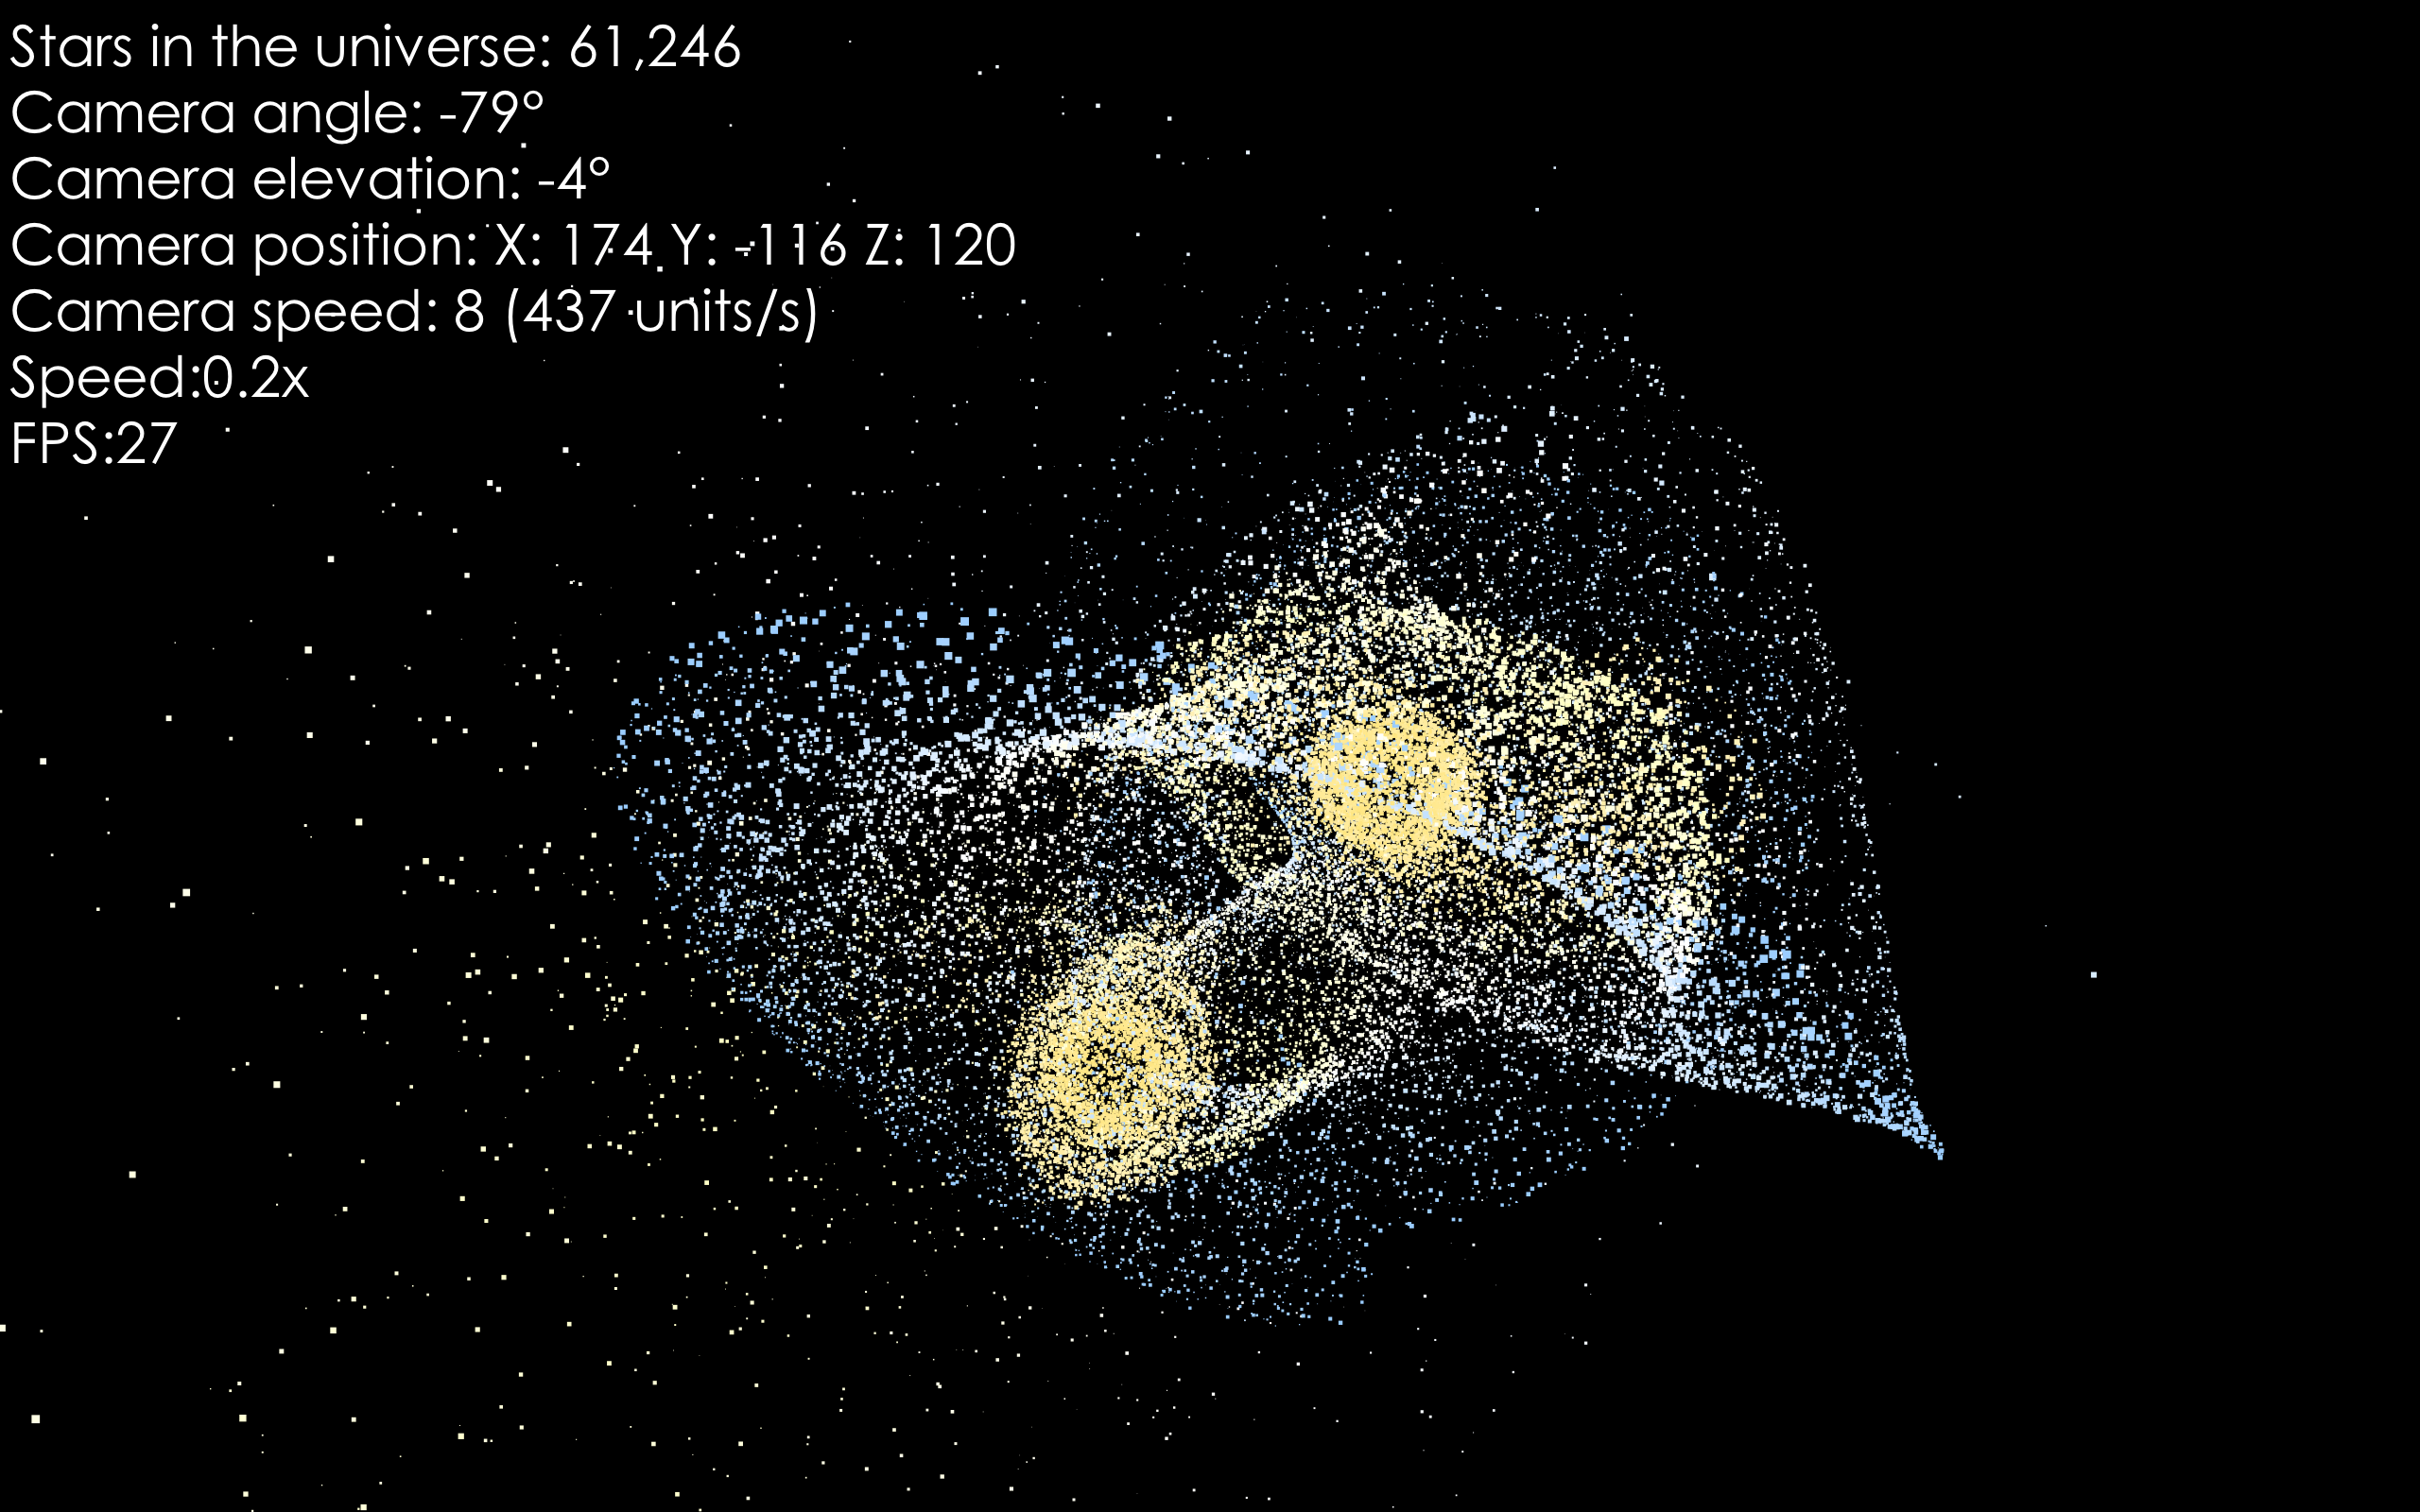 Stars in the universe: 61,246
Camera angle: -79°
Camera elevation: -4°
Camera position: X: 174 Y: -116 Z: 120
Camera speed: 8 (437 units/s)
Speed:0.2x
FPS:27